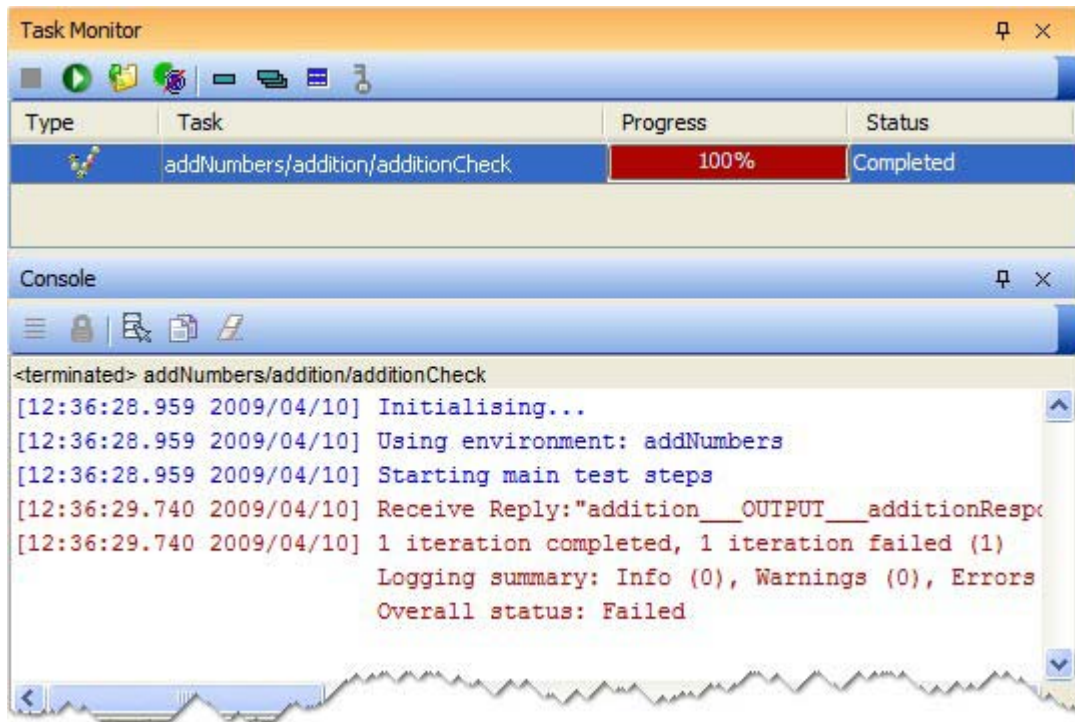 Task Monitor
Type Task Progress Status
addNumbers/addition/additionCheck 100% Completed
Console
<terminated> addNumbers/addition/additionCheck
[12:36:28.959 2009/04/10] Initialising...
[12:36:28.959 2009/04/10] Using environment: addNumbers
[12:36:28.959 2009/04/10] Starting main test steps
[12:36:29.740 2009/04/10] Receive Reply:"addition___OUTPUT___additionRespo
[12:36:29.740 2009/04/10] 1 iteration completed, 1 iteration failed (1)
Logging summary: Info (0), Warnings (0), Errors
Overall status: Failed